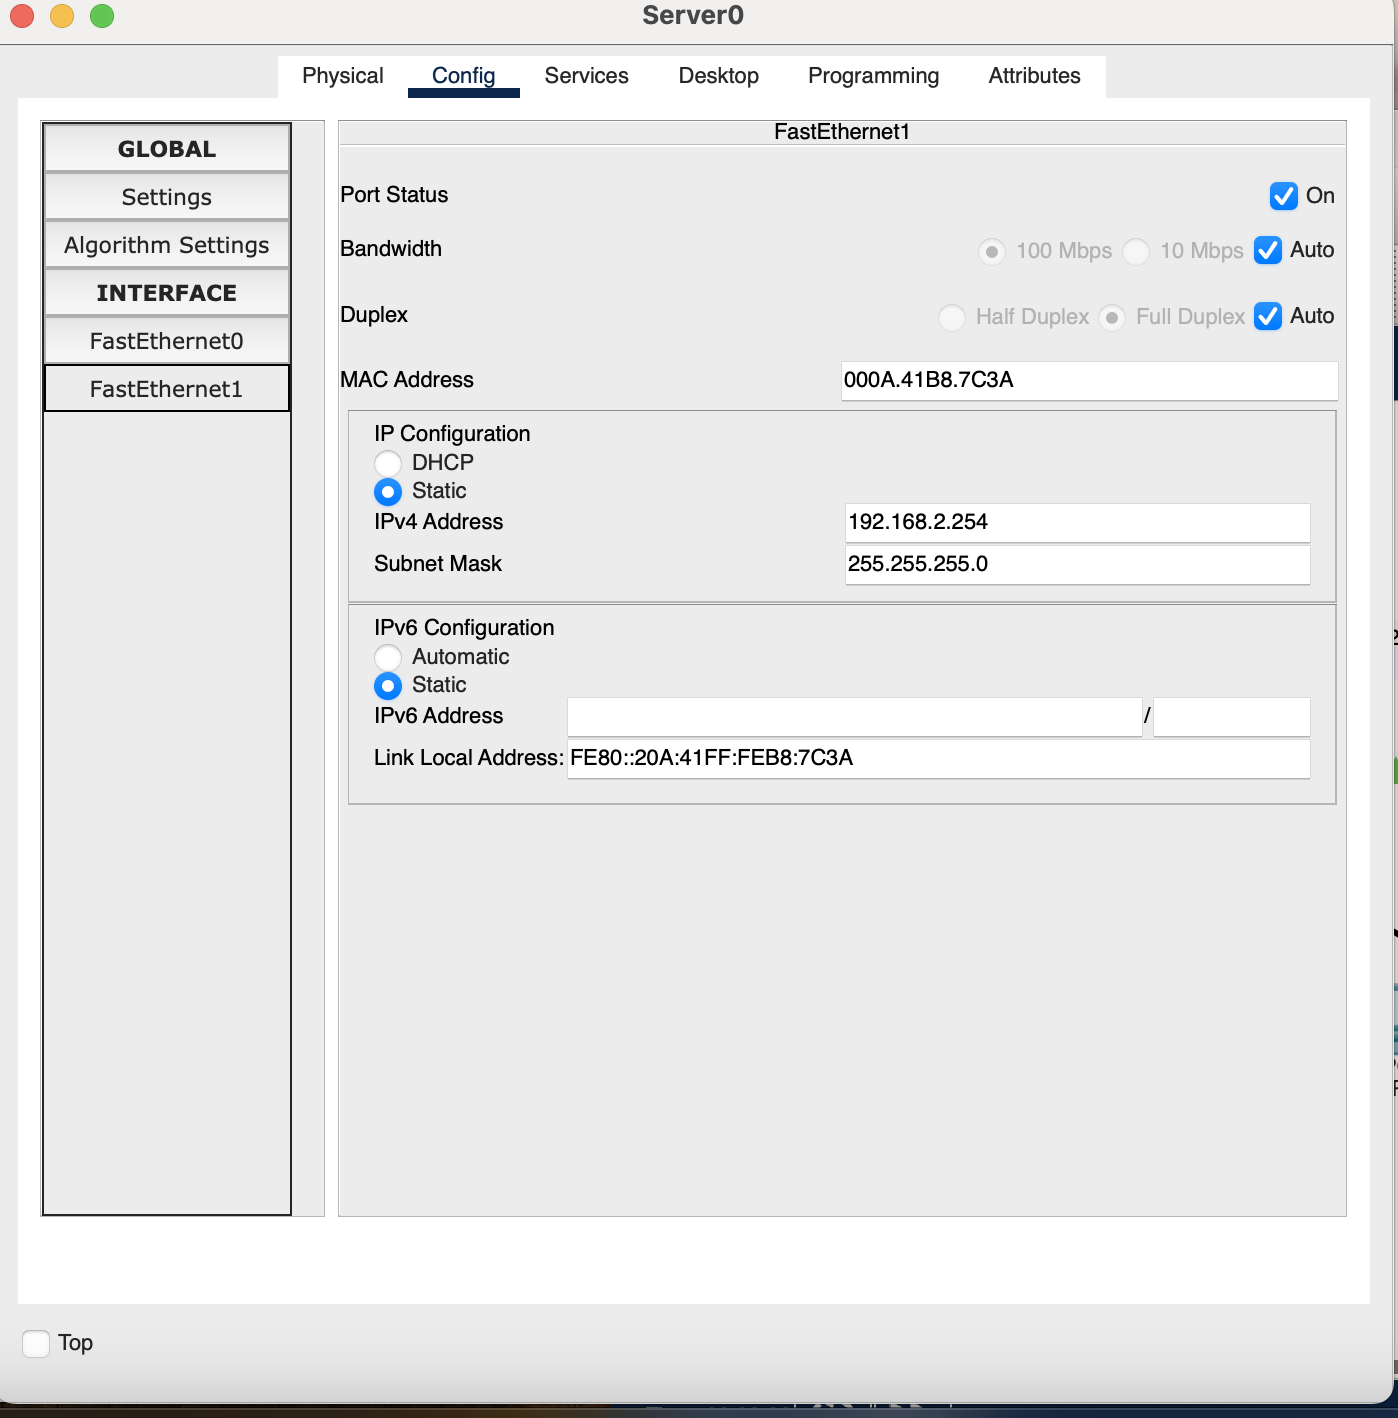 Server0
Physical Config Services Desktop Programming Attributes
GLOBAL
Settings
Algorithm Settings
INTERFACE
FastEthernet0
FastEthernet1
FastEthernet1
Port Status On
Bandwidth 100 Mbps 10 Mbps Auto
Duplex Half Duplex Full Duplex Auto
MAC Address 000A.41B8.7C3A
IP Configuration
DHCP
Static
IPv4 Address 192.168.2.254
Subnet Mask 255.255.255.0
IPv6 Configuration
Automatic
Static
IPv6 Address /
Link Local Address: FE80::20A:41FF:FEB8:7C3A
Top